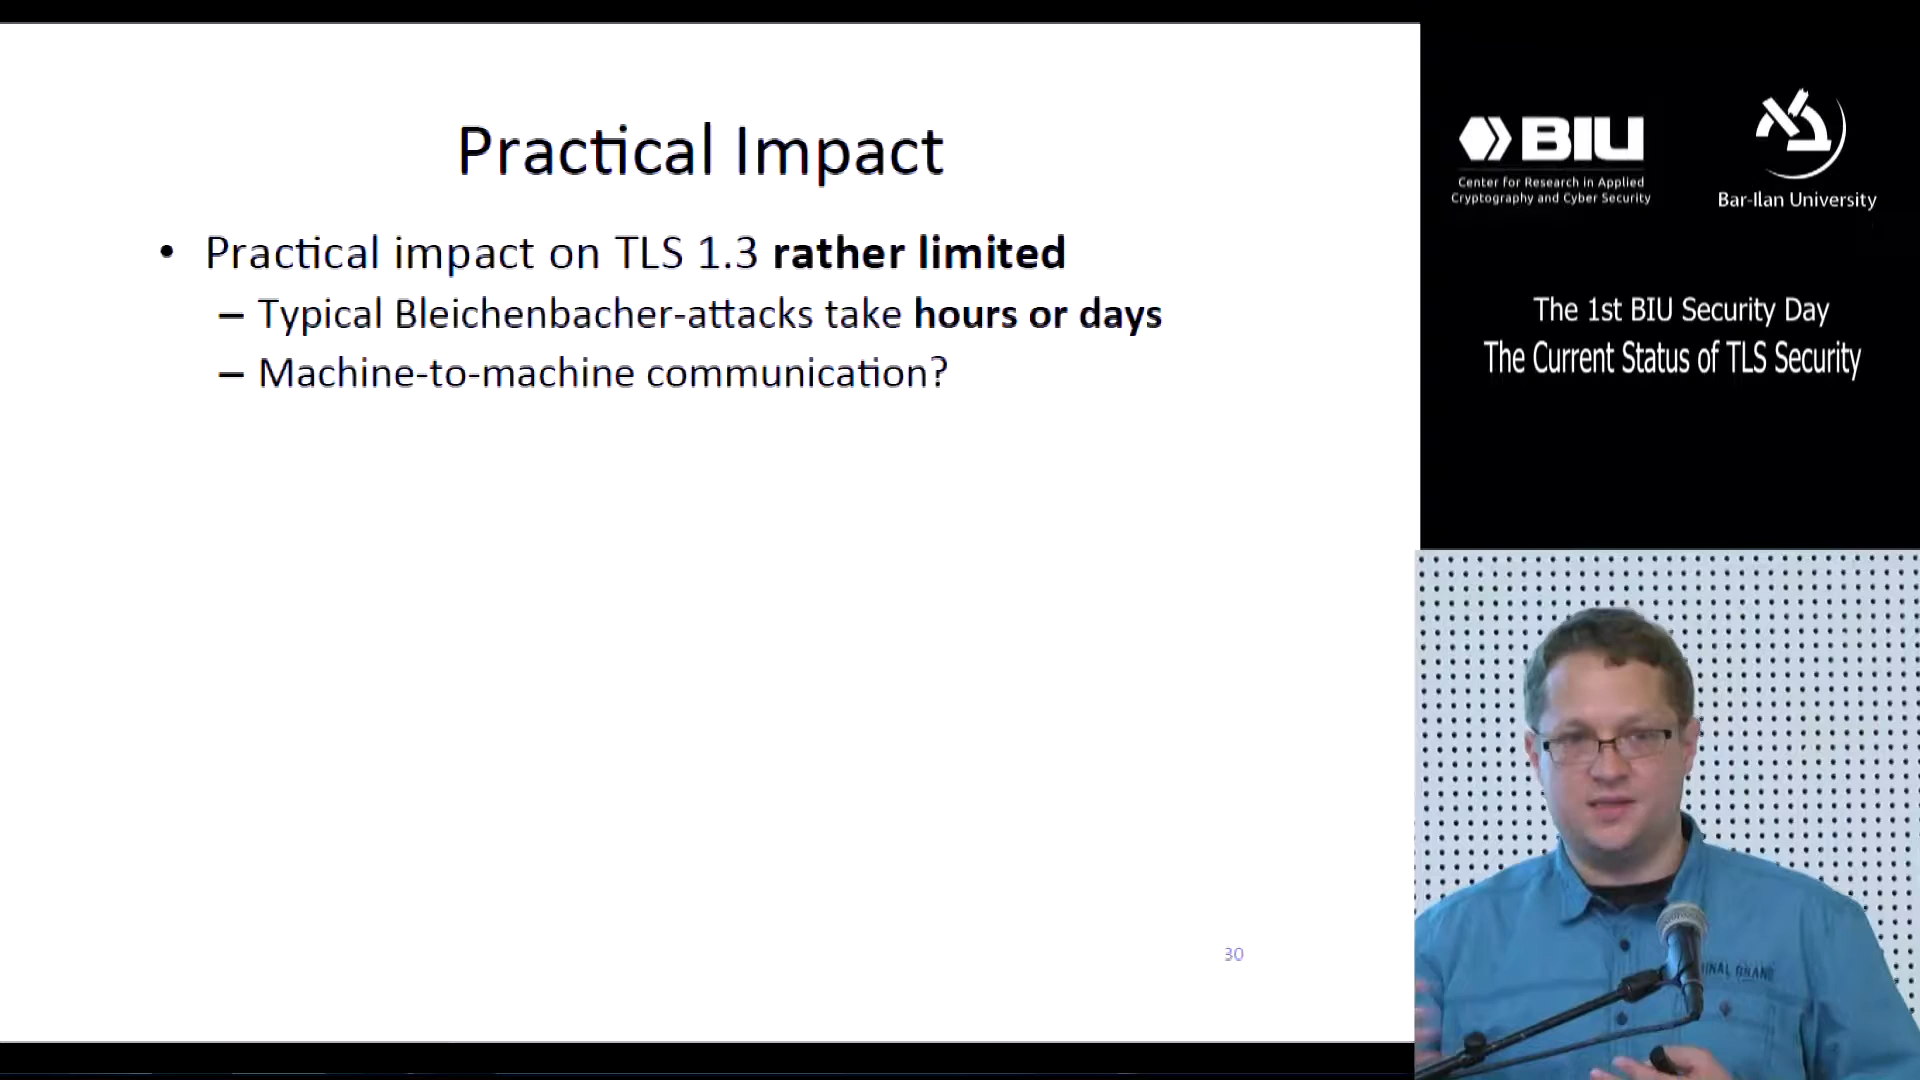 Practical Impact
• Practical impact on TLS 1.3 rather limited
– Typical Bleichenbacher-attacks take hours or days
– Machine-to-machine communication?
30
BIU
Center for Research in Applied
Cryptography and Cyber Security
Bar-Ilan University
The 1st BIU Security Day
The Current Status of TLS Security